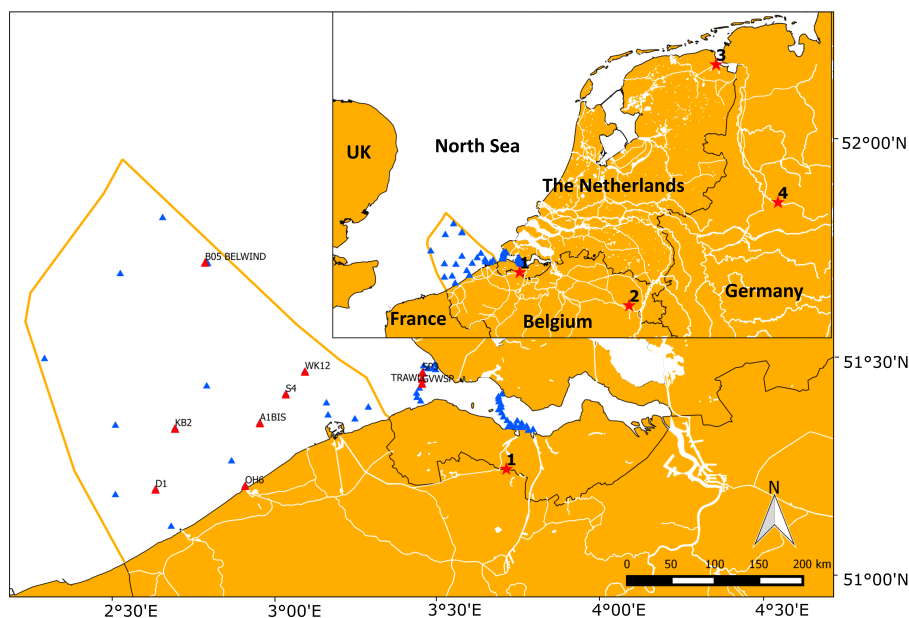 3
52°00'N
North Sea
UK
The Netherlands
4
1
2
Germany
France
Belgium
B05 BELWIND
51°30'N
WK12
TRAWL
S4
A1BIS
KB2
1
D1
OH6
N
0 50 100 150 200 km
51°00'N
2°30'E 3°00'E 3°30'E 4°00'E 4°30'E